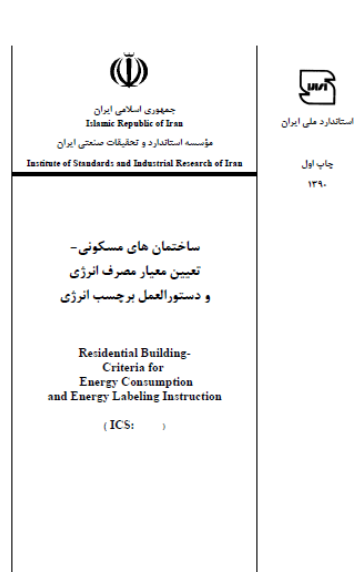 جمهوری اسلامی ایران
Islamic Republic of Iran
مؤسسه استاندارد و تحقیقات صنعتی ایران
Institute of Standards and Industrial Research of Iran
استاندارد ملی ایران
چاپ اول
۱۳۹۰
ساختمان های مسکونی-
تعیین معیار مصرف انرژی
و دستورالعمل برچسب انرژی
Residential Building-
Criteria for
Energy Consumption
and Energy Labeling Instruction
( ICS: )